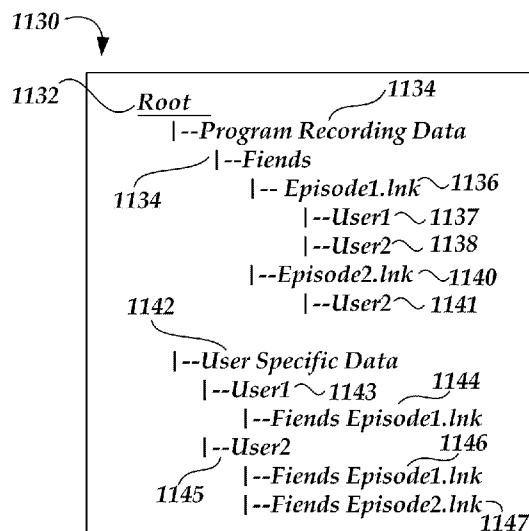 1130
1132
Root
1134
|--Program Recording Data
|--Fiends
1134
|-- Episode1.lnk 1136
|--User1 1137
|--User2 1138
|--Episode2.lnk 1140
|--User2 1141
1142
|--User Specific Data
|--User1 1143
1144
|--Fiends Episode1.lnk
|--User2
1146
1145
|--Fiends Episode1.lnk
|--Fiends Episode2.lnk
1147